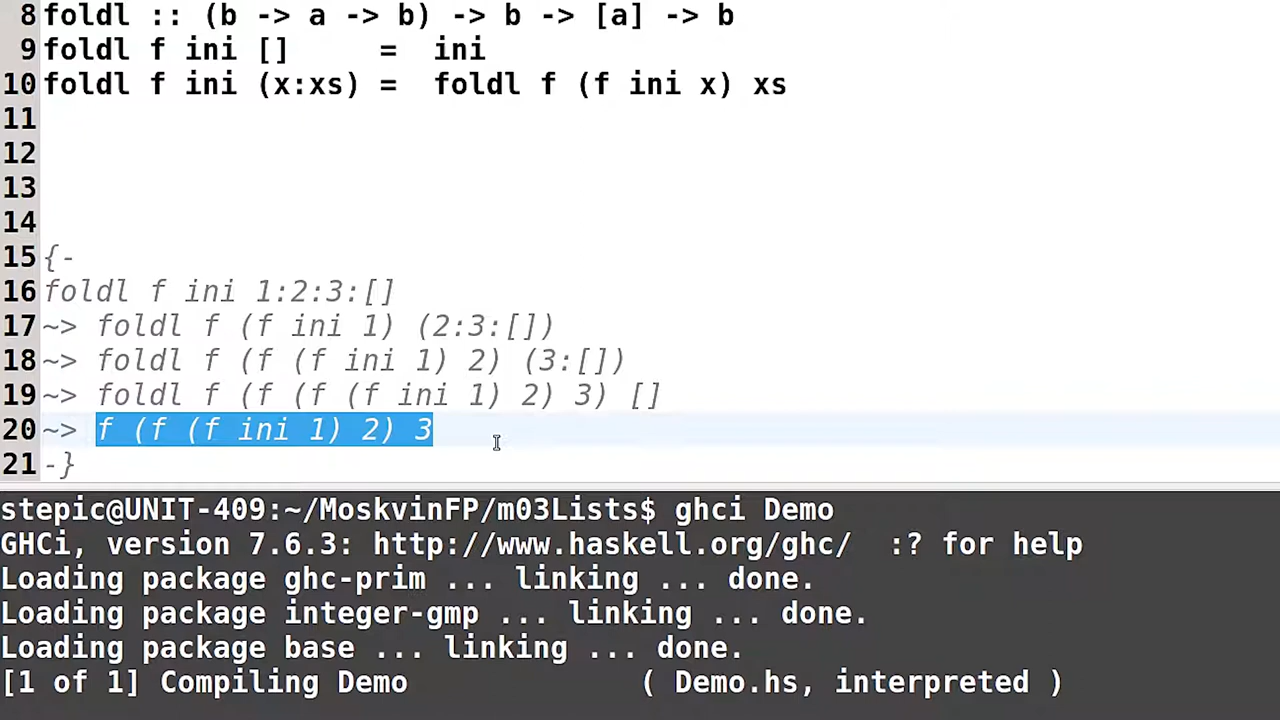 8 foldl :: (b -> a -> b) -> b -> [a] -> b
9 foldl f ini []     =  ini
10 foldl f ini (x:xs) =  foldl f (f ini x) xs
11
12
13
14
15 {-
16 foldl f ini 1:2:3:[]
17 ~> foldl f (f ini 1) (2:3:[])
18 ~> foldl f (f (f ini 1) 2) (3:[])
19 ~> foldl f (f (f (f ini 1) 2) 3) []
20 ~> f (f (f ini 1) 2) 3
21 -}
stepic@UNIT-409:~/MoskvinFP/m03Lists$ ghci Demo
GHCi, version 7.6.3: http://www.haskell.org/ghc/  :? for help
Loading package ghc-prim ... linking ... done.
Loading package integer-gmp ... linking ... done.
Loading package base ... linking ... done.
[1 of 1] Compiling Demo             ( Demo.hs, interpreted )